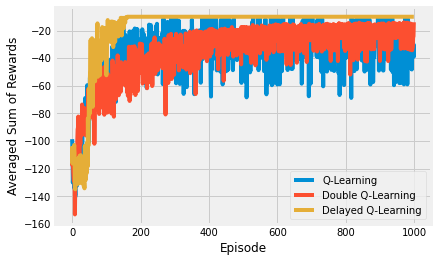 −20
−40
−60
−80
−100
−120
−140
−160
Averaged Sum of Rewards
0
200
400
600
800
1000
Episode
Q-Learning
Double Q-Learning
Delayed Q-Learning